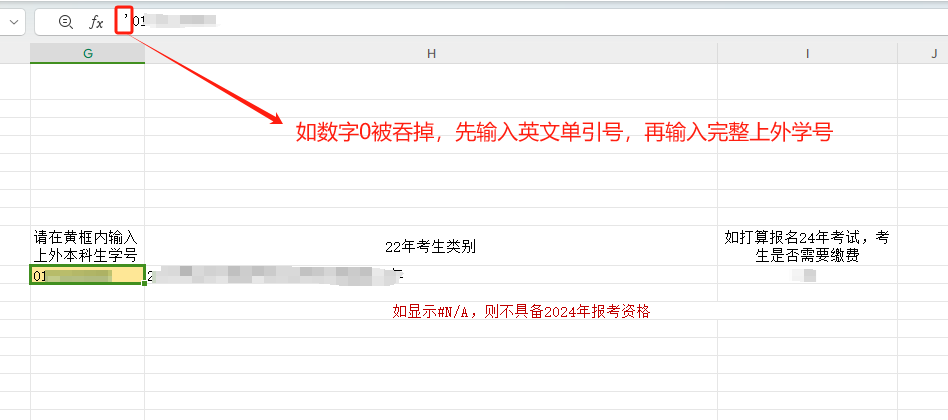 fx '01
G H I J
如数字0被吞掉，先输入英文单引号，再输入完整上外学号
请在黄框内输入
上外本科生学号
22年考生类别
如打算报名24年考试，考
生是否需要缴费
01
2
如显示#N/A，则不具备2024年报考资格